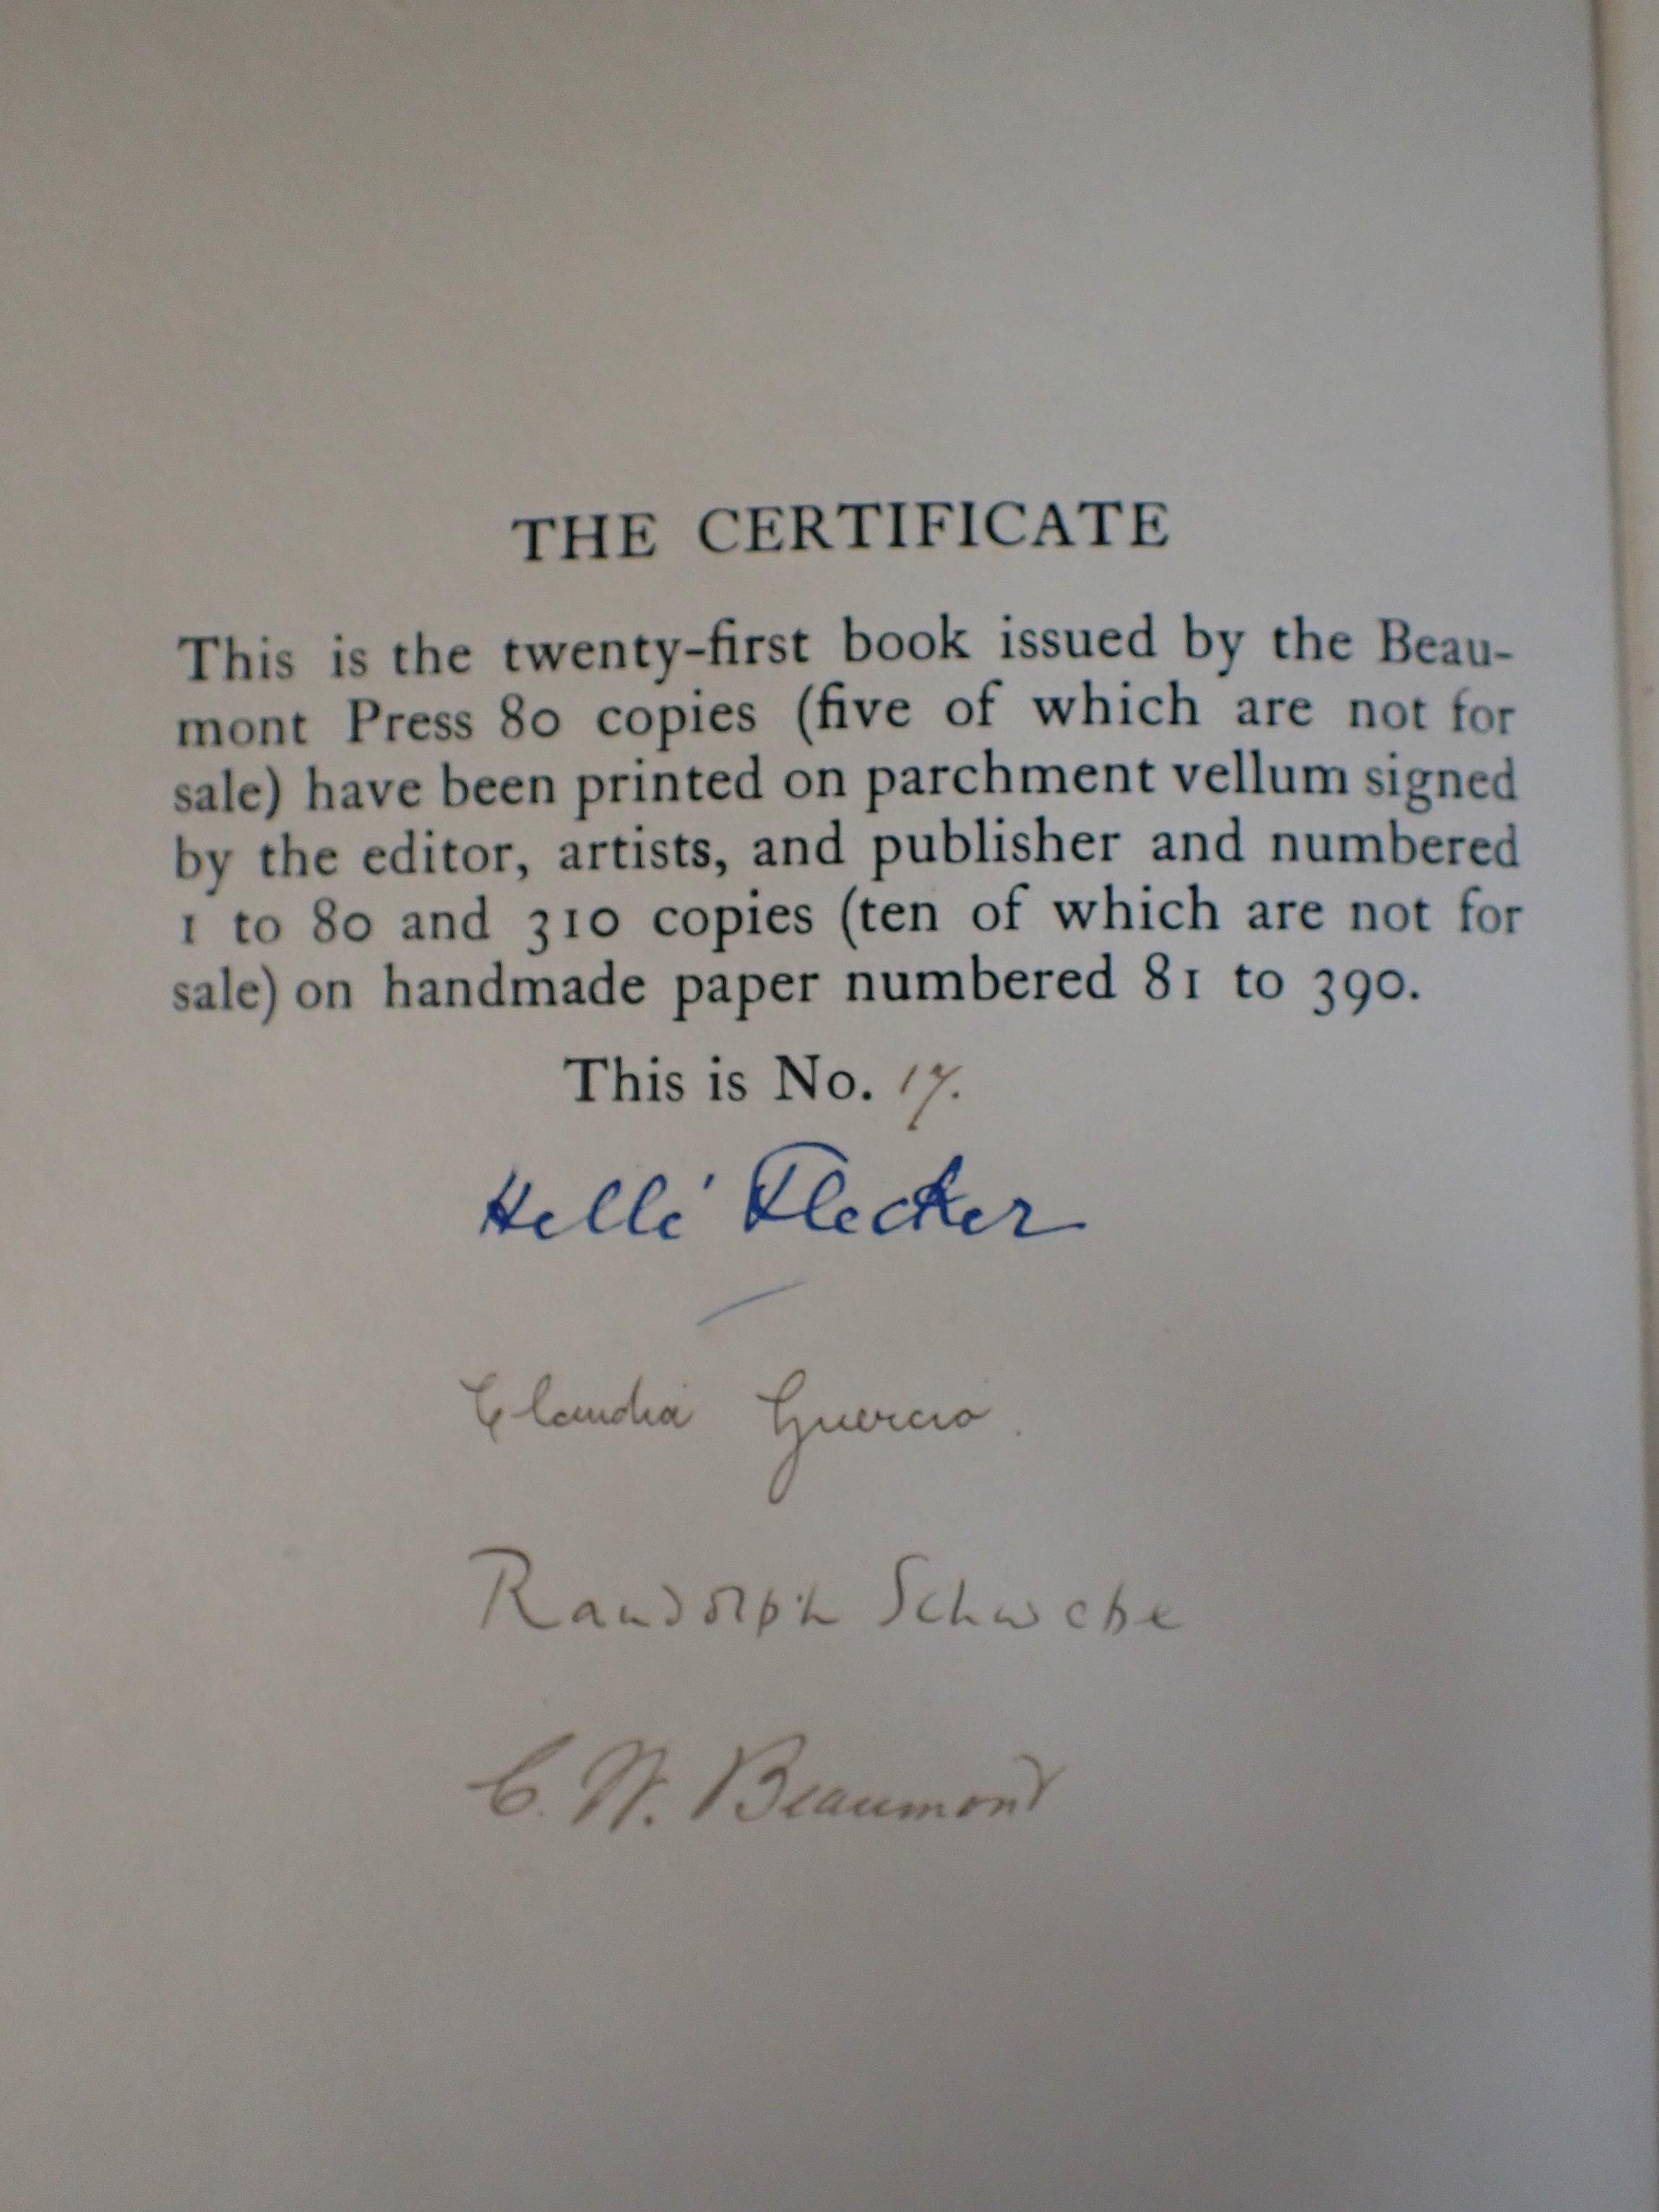 THE CERTIFICATE
This is the twenty-first book issued by the Beau-
mont Press 80 copies (five of which are not for
sale) have been printed on parchment vellum signed
by the editor, artists, and publisher and numbered
1 to 80 and 310 copies (ten of which are not for
sale) on handmade paper numbered 81 to 390.
This is No. 17.
Hellé Flecker
Claudia Guercio.
Randolph Schwabe
C. W. Beaumont